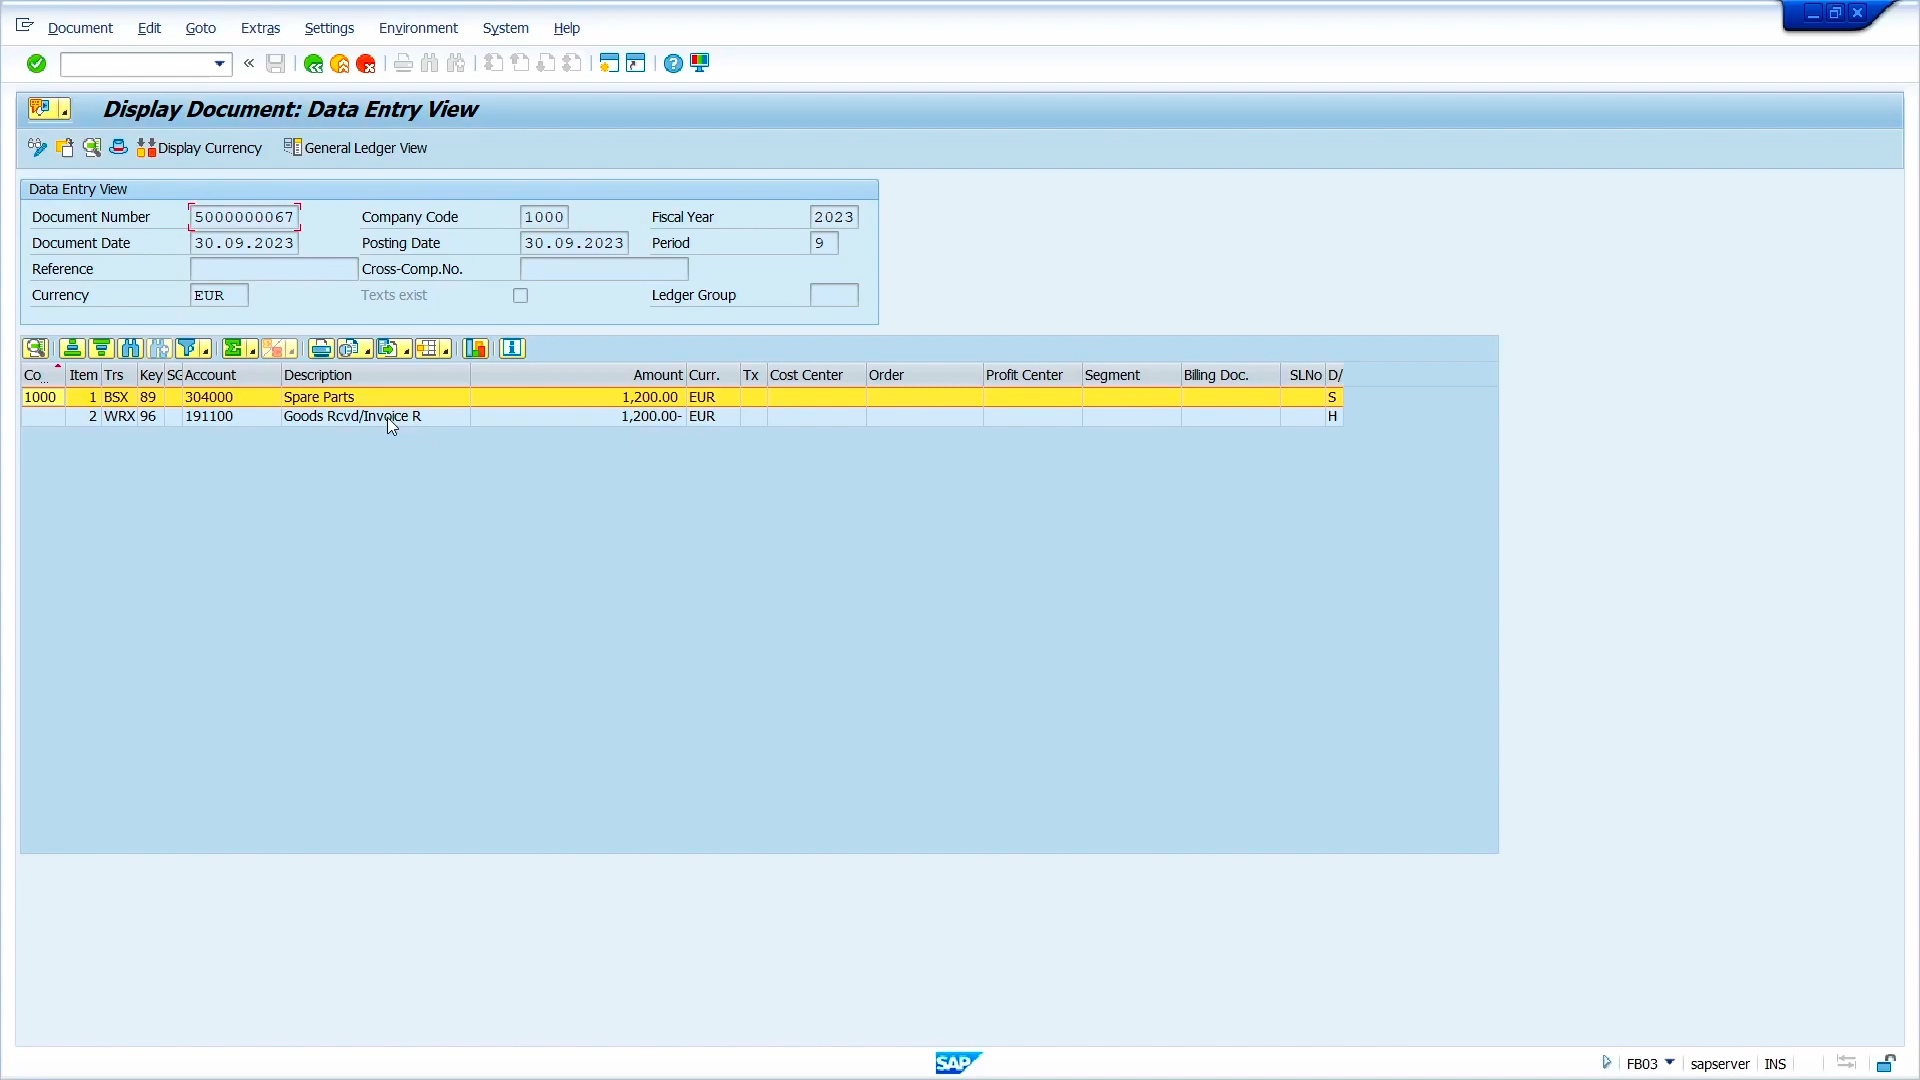 Document Edit Goto Extras Settings Environment System Help
Display Document: Data Entry View
Display Currency General Ledger View
Data Entry View
Document Number 5000000067 Company Code 1000 Fiscal Year 2023
Document Date 30.09.2023 Posting Date 30.09.2023 Period 9
Reference Cross-Comp.No.
Currency EUR Texts exist Ledger Group
Co... Item Trs Key SG Account Description Amount Curr. Tx Cost Center Order Profit Center Segment Billing Doc. SLNo D/
1000 1 BSX 89 304000 Spare Parts 1,200.00 EUR S
2 WRX 96 191100 Goods Rcvd/Invoice R 1,200.00- EUR H
SAP FB03 sapserver INS